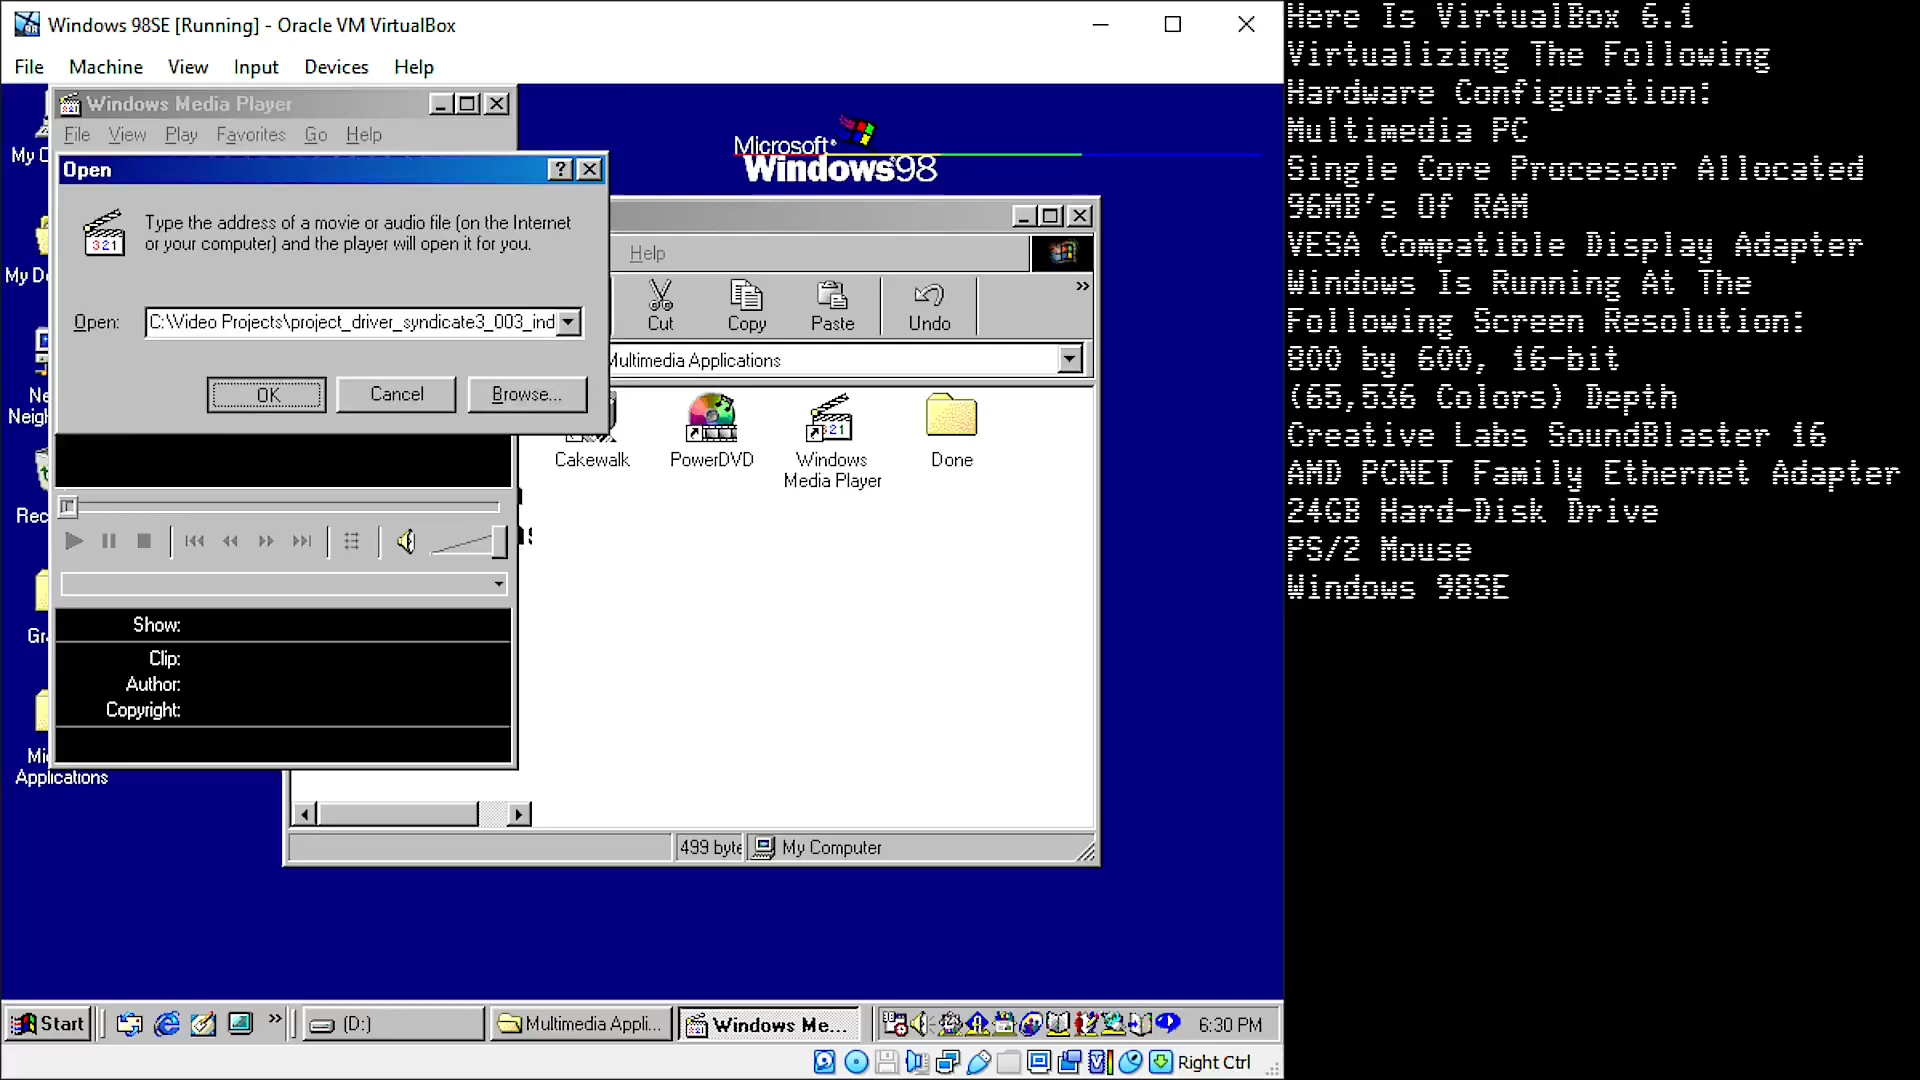 Windows 98SE [Running] - Oracle VM VirtualBox
File Machine View Input Devices Help
Windows Media Player
File View Play Favorites Go Help
Open
Type the address of a movie or audio file (on the Internet
or your computer) and the player will open it for you.
Open: C:\Video Projects\project_driver_syndicate3_003_ind
OK Cancel Browse...
Show:
Clip:
Author:
Copyright:
Microsoft
Windows98
Help
Cut Copy Paste Undo
Multimedia Applications
Cakewalk
PowerDVD
Windows
Media Player
Done
499 byte
My Computer
My
My
Applications
Start
(D:)
Multimedia Appli...
Windows Me...
6:30 PM
Right Ctrl
Here Is VirtualBox 6.1
Virtualizing The Following
Hardware Configuration:
Multimedia PC
Single Core Processor Allocated
96MB's Of RAM
VESA Compatible Display Adapter
Windows Is Running At The
Following Screen Resolution:
800 by 600, 16-bit
(65,536 Colors) Depth
Creative Labs SoundBlaster 16
AMD PCNET Family Ethernet Adapter
24GB Hard-Disk Drive
PS/2 Mouse
Windows 98SE